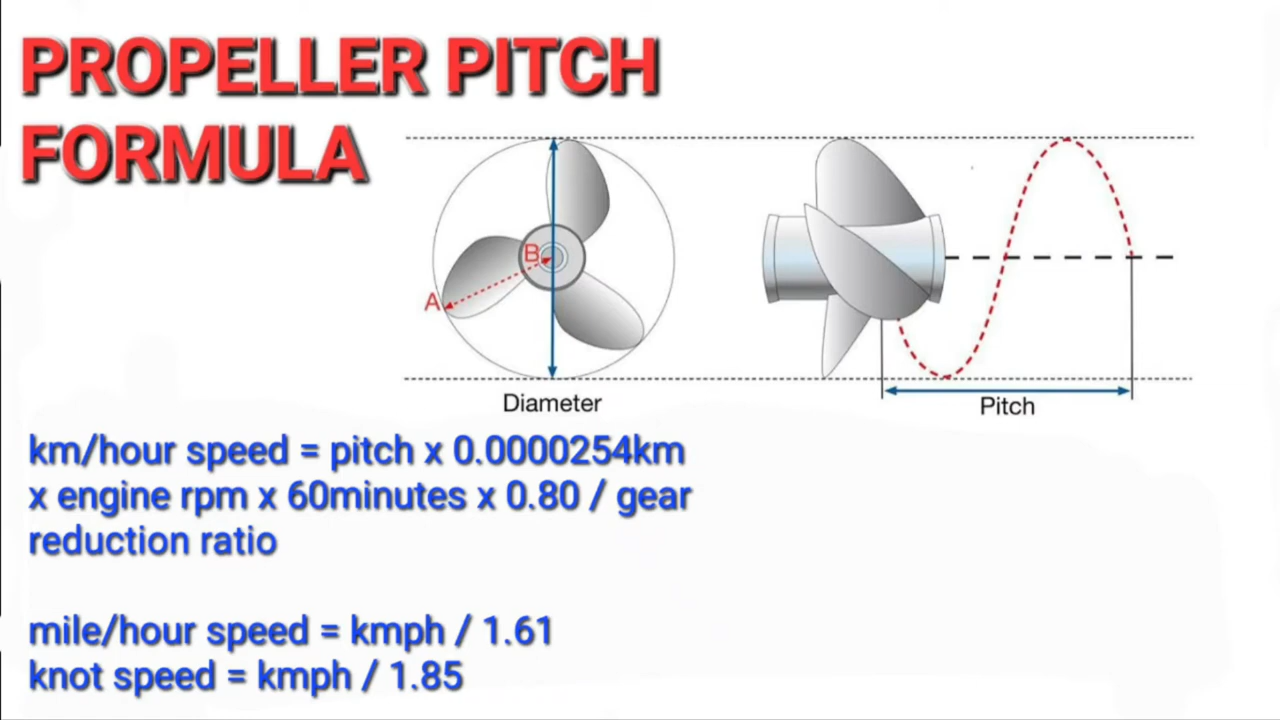 PROPELLER PITCH
FORMULA
B
A
Diameter
Pitch
km/hour speed = pitch x 0.0000254km
x engine rpm x 60minutes x 0.80 / gear
reduction ratio
mile/hour speed = kmph / 1.61
knot speed = kmph / 1.85